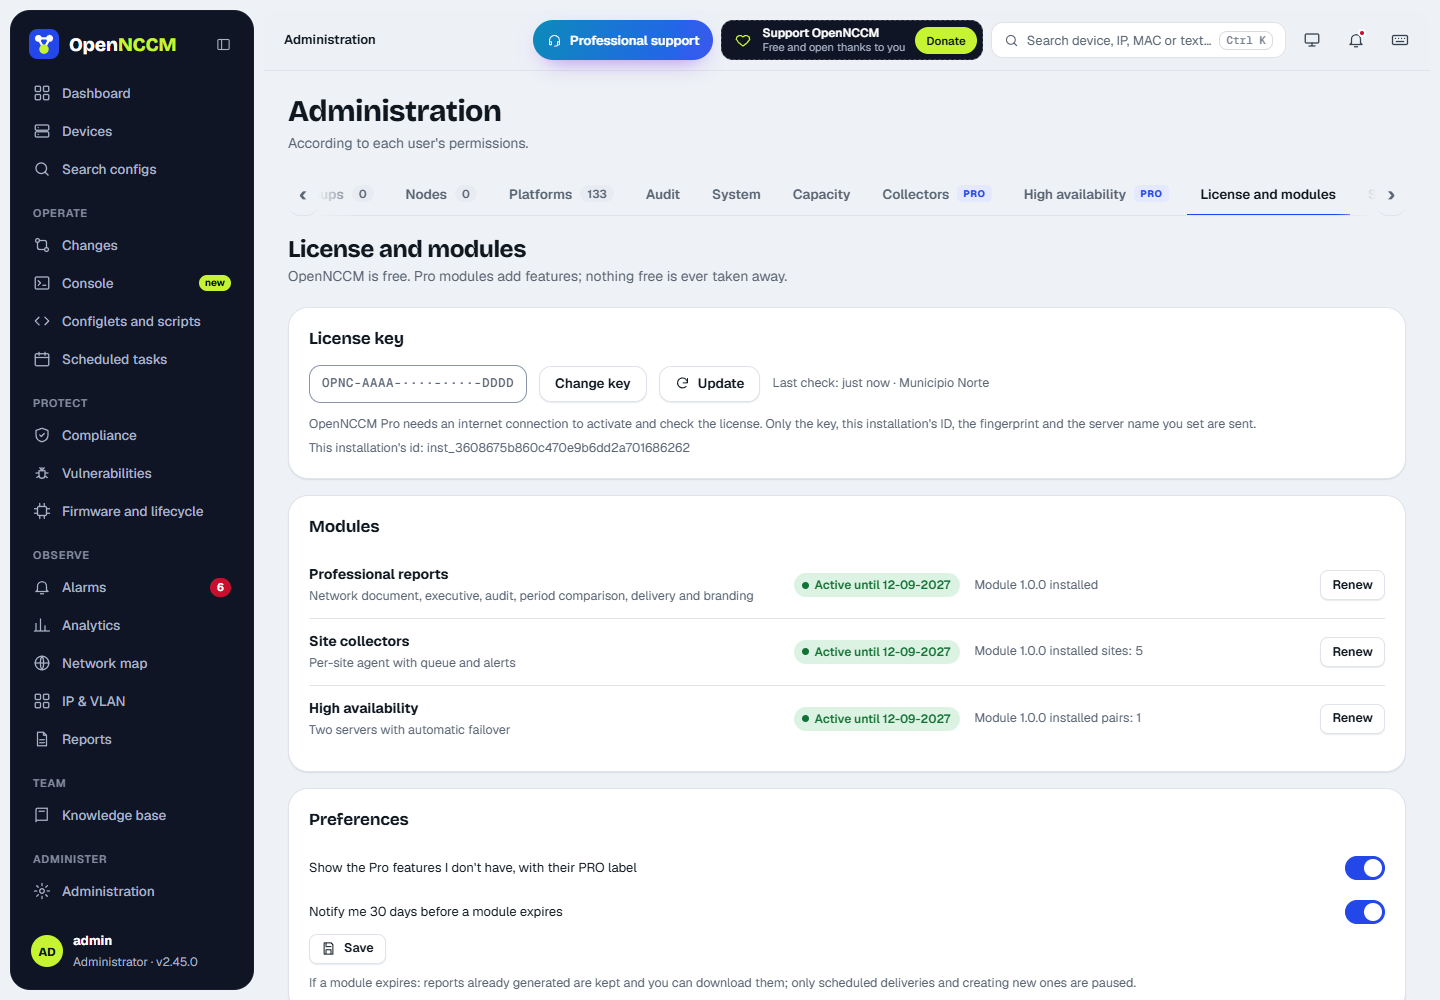 OpenNCCM
Dashboard
Devices
Search configs
OPERATE
Changes
Console new
Configlets and scripts
Scheduled tasks
PROTECT
Compliance
Vulnerabilities
Firmware and lifecycle
OBSERVE
Alarms 6
Analytics
Network map
IP & VLAN
Reports
TEAM
Knowledge base
ADMINISTER
Administration
AD
admin
Administrator · v2.45.0
Administration
Professional support
Support OpenNCCM
Free and open thanks to you
Donate
Search device, IP, MAC or text... Ctrl K
Administration
According to each user's permissions.
ups 0 Nodes 0 Platforms 133 Audit System Capacity Collectors PRO High availability PRO License and modules
License and modules
OpenNCCM is free. Pro modules add features; nothing free is ever taken away.
License key
OPNC-AAAA-····-····-DDDD Change key Update Last check: just now · Municipio Norte
OpenNCCM Pro needs an internet connection to activate and check the license. Only the key, this installation's ID, the fingerprint and the server name you set are sent.
This installation's id: inst_3608675b860c470e9b6dd2a701686262
Modules
Professional reports
Network document, executive, audit, period comparison, delivery and branding
Active until 12-09-2027 Module 1.0.0 installed Renew
Site collectors
Per-site agent with queue and alerts
Active until 12-09-2027 Module 1.0.0 installed sites: 5 Renew
High availability
Two servers with automatic failover
Active until 12-09-2027 Module 1.0.0 installed pairs: 1 Renew
Preferences
Show the Pro features I don't have, with their PRO label
Notify me 30 days before a module expires
Save
If a module expires: reports already generated are kept and you can download them; only scheduled deliveries and creating new ones are paused.